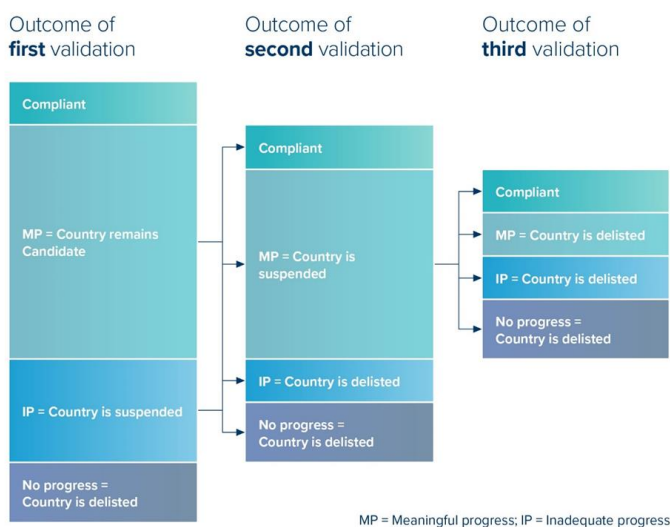 Outcome of
first validation
Outcome of
second validation
Outcome of
third validation
Compliant
MP = Country remains
Candidate
IP = Country is suspended
No progress =
Country is delisted
Compliant
MP = Country is
suspended
IP = Country is delisted
No progress =
Country is delisted
Compliant
MP = Country is delisted
IP = Country is delisted
No progress =
Country is delisted
MP = Meaningful progress; IP = Inadequate progress